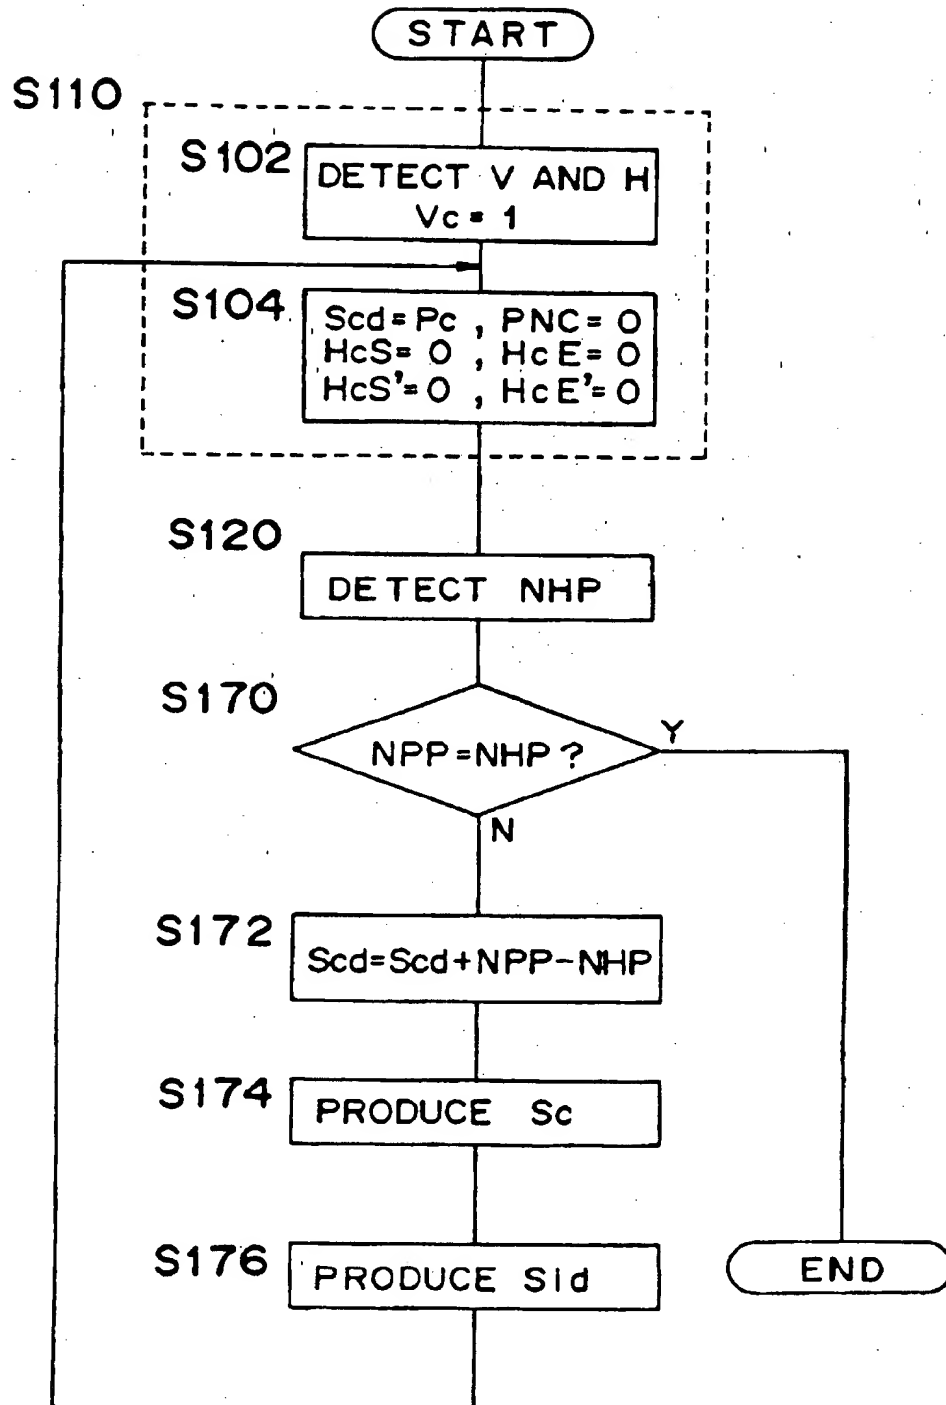 START
S110
S102
DETECT V AND H
Vc = 1
S104
Scd=Pc , PNC=0
HcS=0 , HcE=0
HcS'=0 , HcE'=0
S120
DETECT NHP
S170
NPP=NHP?
Y
N
S172
Scd=Scd+NPP-NHP
S174
PRODUCE Sc
S176
PRODUCE Sid
END